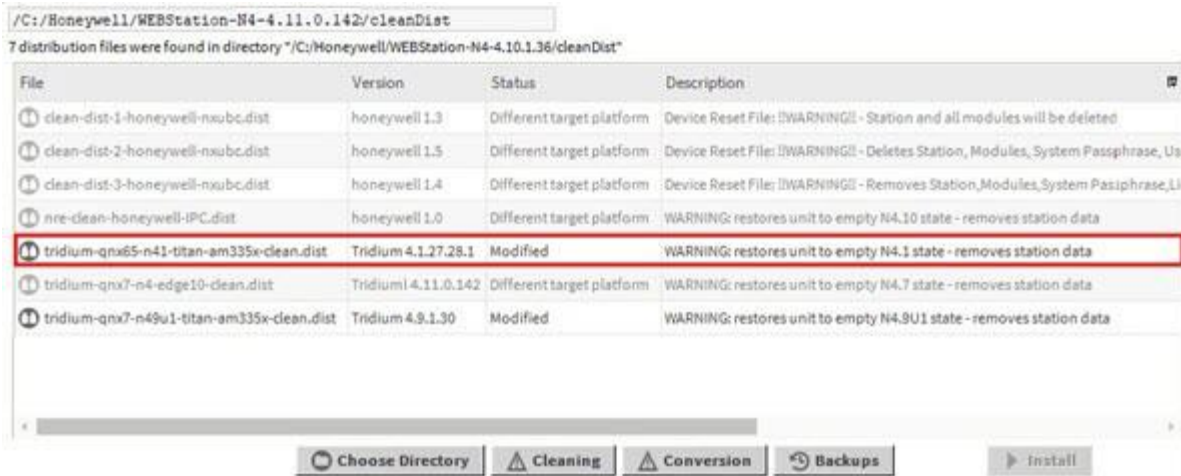 /C:/Honeywell/WEBStation-N4-4.11.0.142/cleanDist
7 distribution files were found in directory "/C:/Honeywell/WEBStation-N4-4.10.1.36/cleanDist"
File Version Status Description
clean-dist-1-honeywell-nxubc.dist honeywell 1.3 Different target platform Device Reset File: !!WARNING!! - Station and all modules will be deleted
clean-dist-2-honeywell-nxubc.dist honeywell 1.5 Different target platform Device Reset File: !!WARNING!! - Deletes Station, Modules, System Passphrase, Us
clean-dist-3-honeywell-nxubc.dist honeywell 1.4 Different target platform Device Reset File: !!WARNING!! - Removes Station,Modules,System Passphrase,Li
nre-clean-honeywell-IPC.dist honeywell 1.0 Different target platform WARNING: restores unit to empty N4.10 state - removes station data
tridium-qnx65-n41-titan-am335x-clean.dist Tridium 4.1.27.28.1 Modified WARNING: restores unit to empty N4.1 state - removes station data
tridium-qnx7-n4-edge10-clean.dist Tridiuml 4.11.0.142 Different target platform WARNING: restores unit to empty N4.7 state - removes station data
tridium-qnx7-n49u1-titan-am335x-clean.dist Tridium 4.9.1.30 Modified WARNING: restores unit to empty N4.9U1 state - removes station data
Choose Directory Cleaning Conversion Backups Install